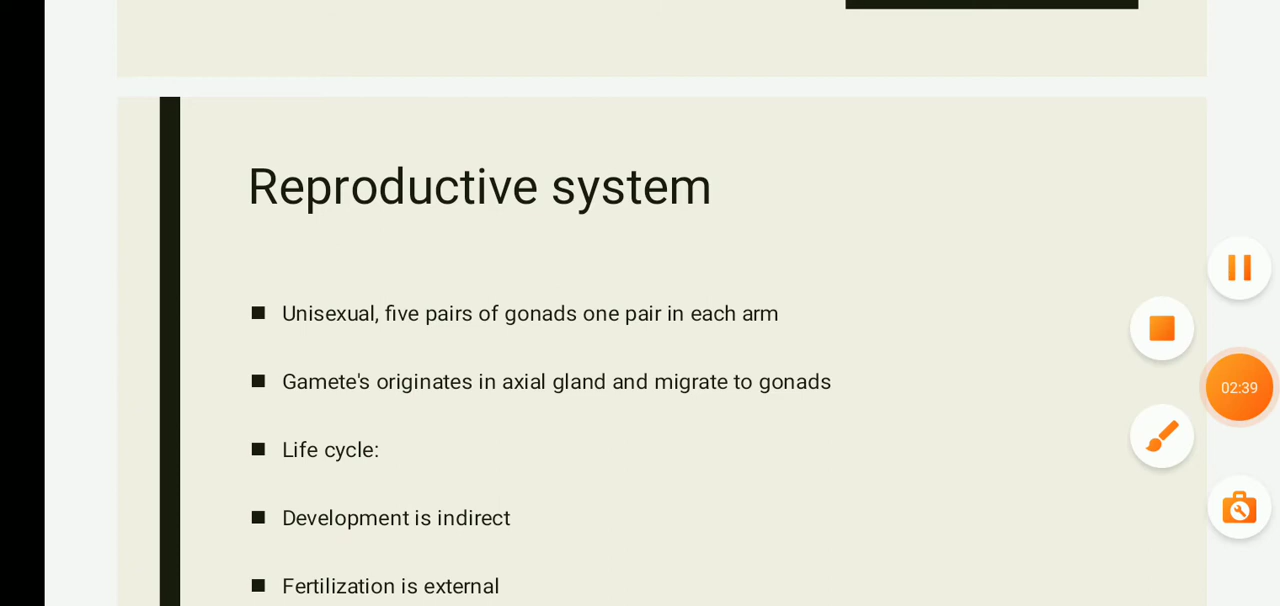 Reproductive system
Unisexual, five pairs of gonads one pair in each arm
Gamete's originates in axial gland and migrate to gonads
Life cycle:
Development is indirect
Fertilization is external
02:39